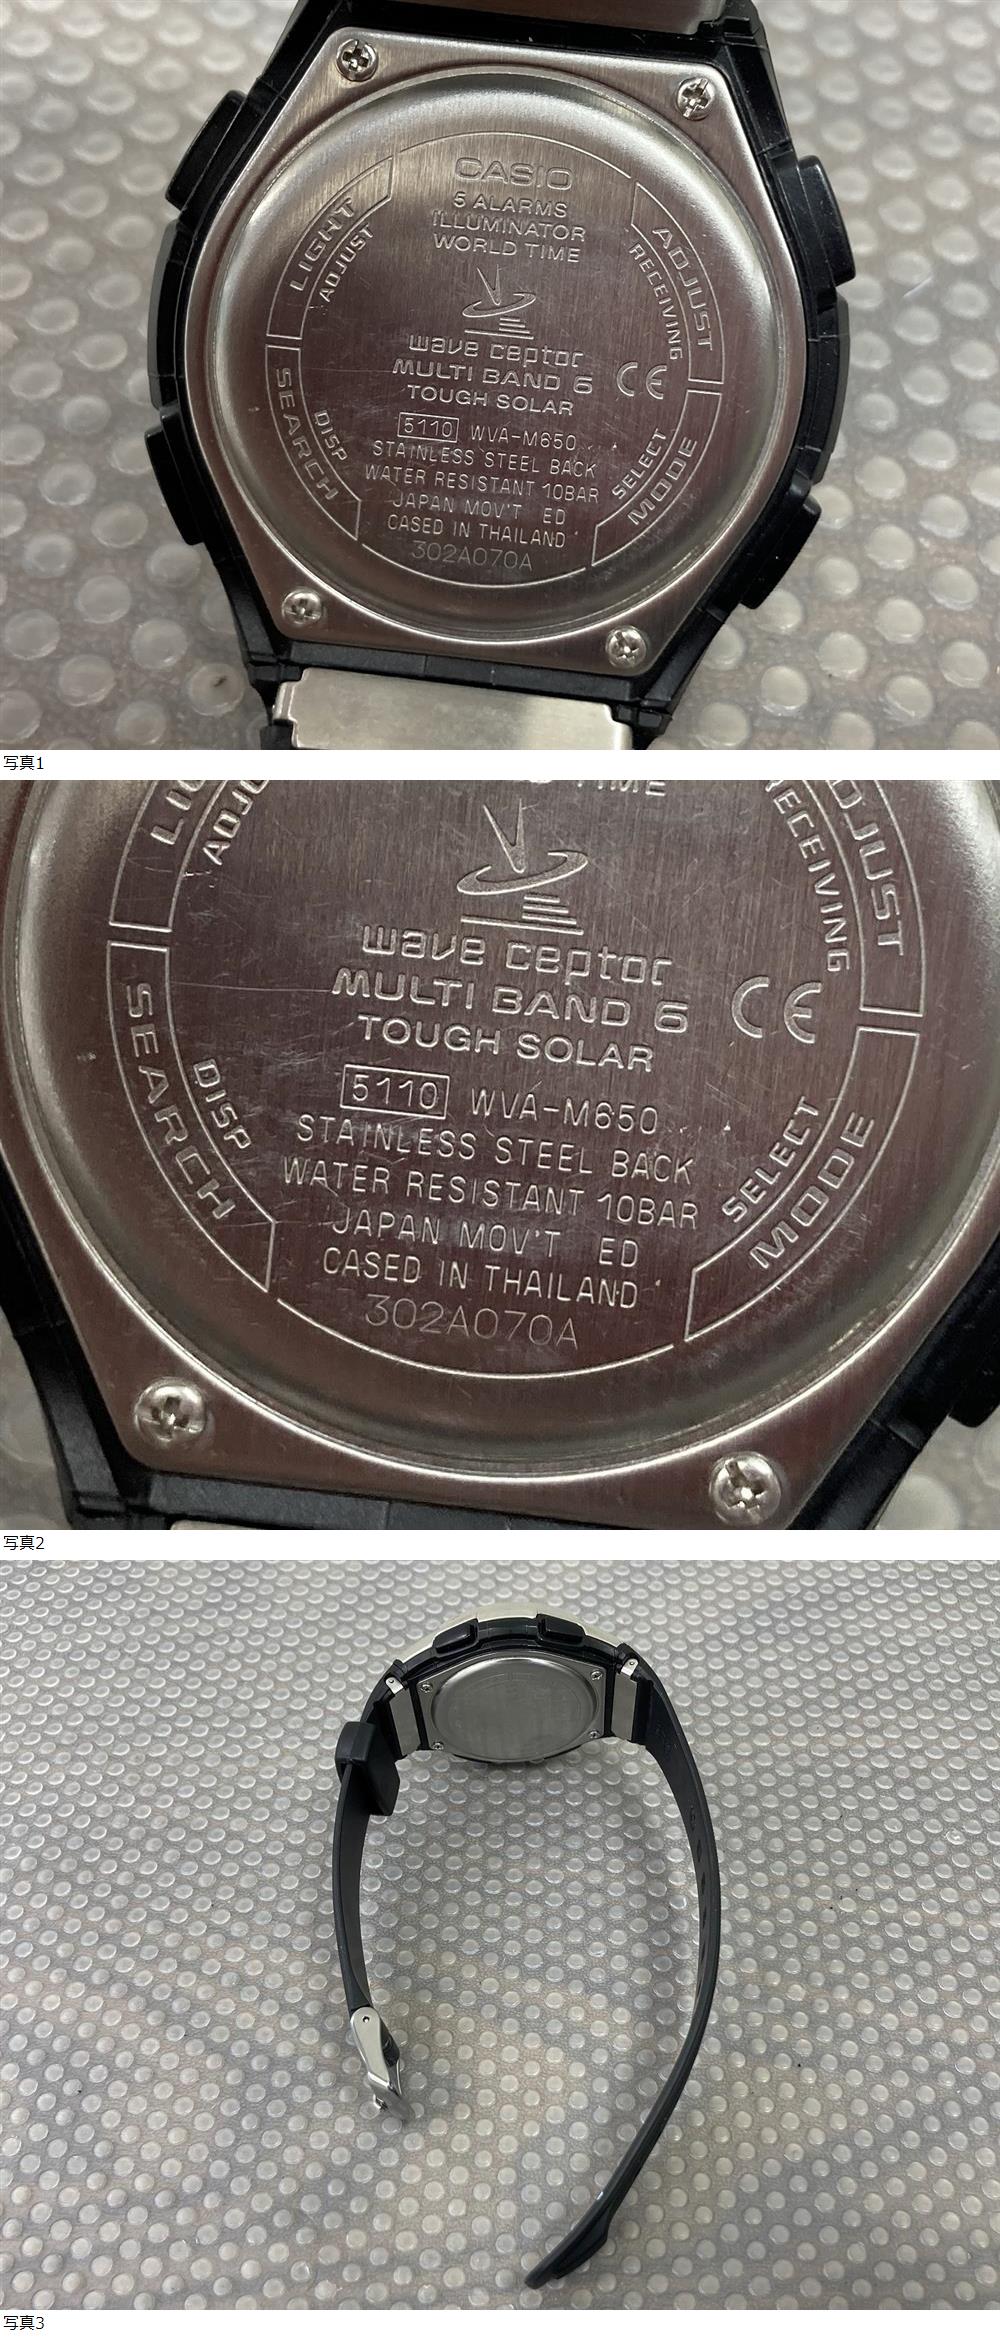 CASIO
5 ALARMS
ILLUMINATOR
WORLD TIME
LIGHT
ADJUST
ADJUST
RECEIVING
wave ceptor
MULTI BAND 6
TOUGH SOLAR
CE
SEARCH
DISP
SELECT
MODE
5110 WVA-M650
STAINLESS STEEL BACK
WATER RESISTANT 10BAR
JAPAN MOV'T ED
CASED IN THAILAND
302A070A
写真1
TIME
ADJU
ADJUST
RECEIVING
wave ceptor
MULTI BAND 6
TOUGH SOLAR
CE
SEARCH
DISP
SELECT
MODE
5110 WVA-M650
STAINLESS STEEL BACK
WATER RESISTANT 10BAR
JAPAN MOV'T ED
CASED IN THAILAND
302A070A
写真2
写真3